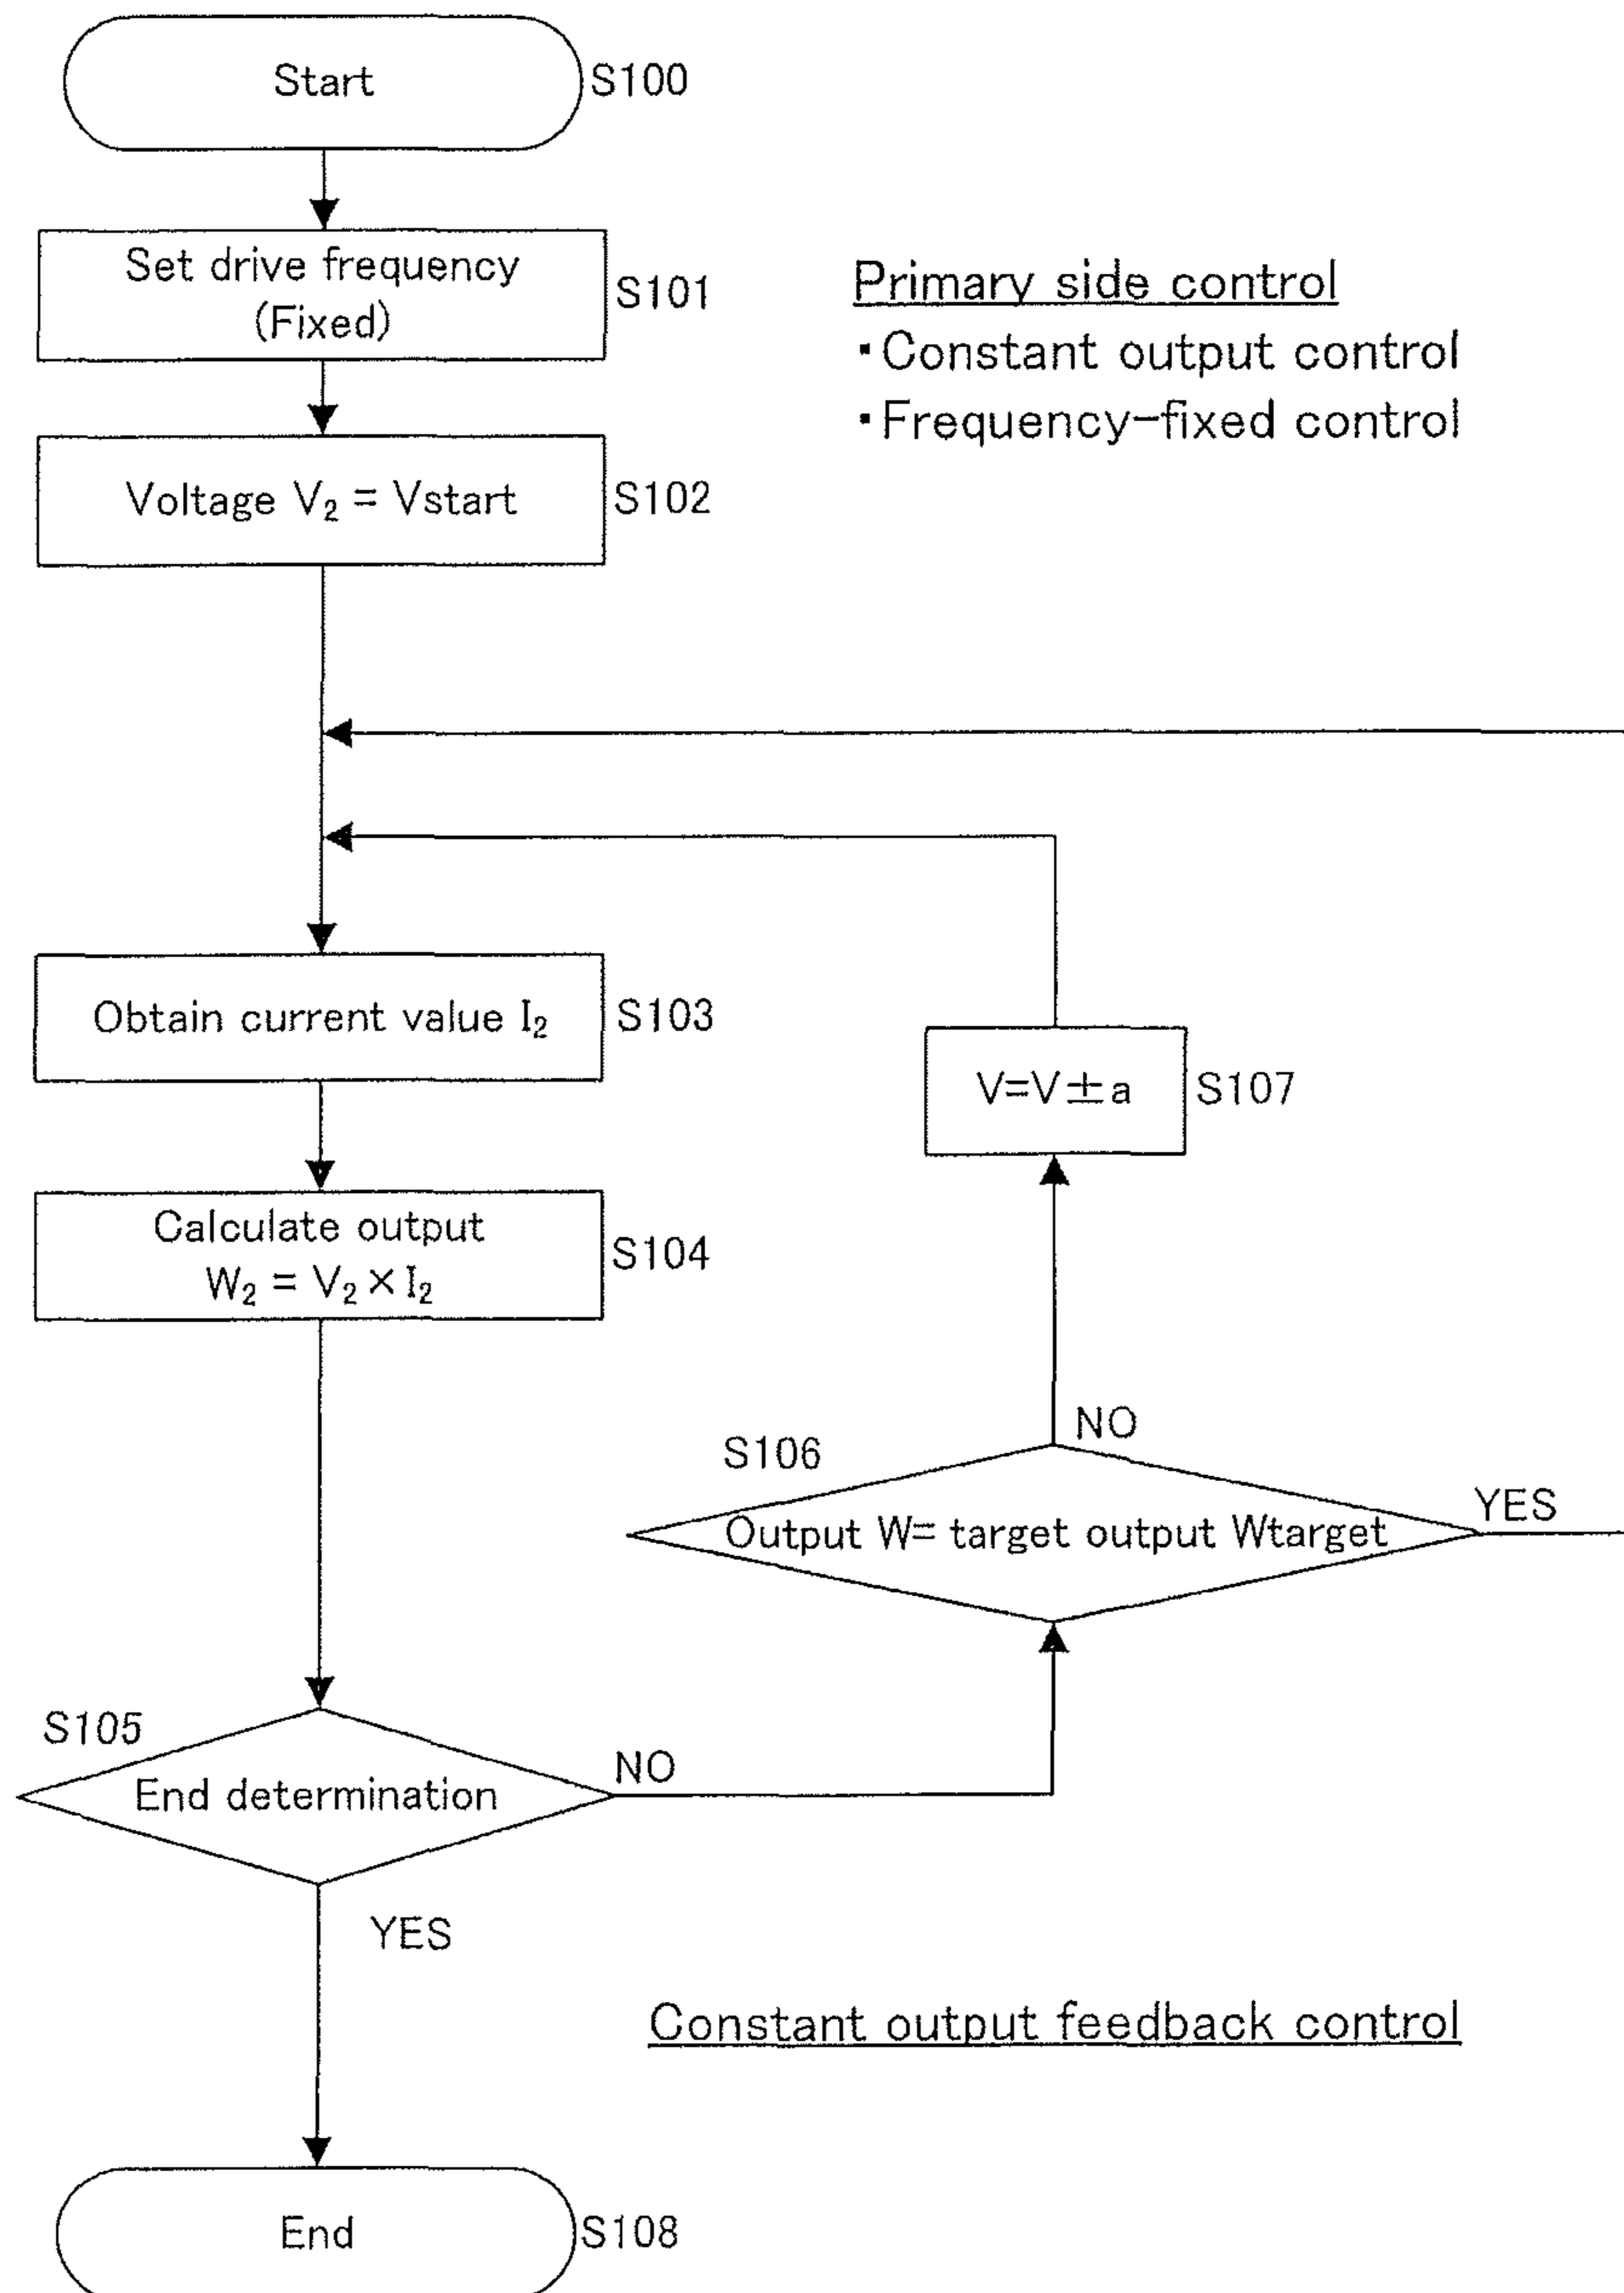 Start
S100
Set drive frequency
(Fixed)
S101
Primary side control
・Constant output control
・Frequency-fixed control
Voltage V₂ = Vstart
S102
Obtain current value I₂
S103
V=V±a
S107
Calculate output
W₂ = V₂×I₂
S104
NO
S106
YES
Output W= target output Wtarget
S105
NO
End determination
YES
Constant output feedback control
End
S108